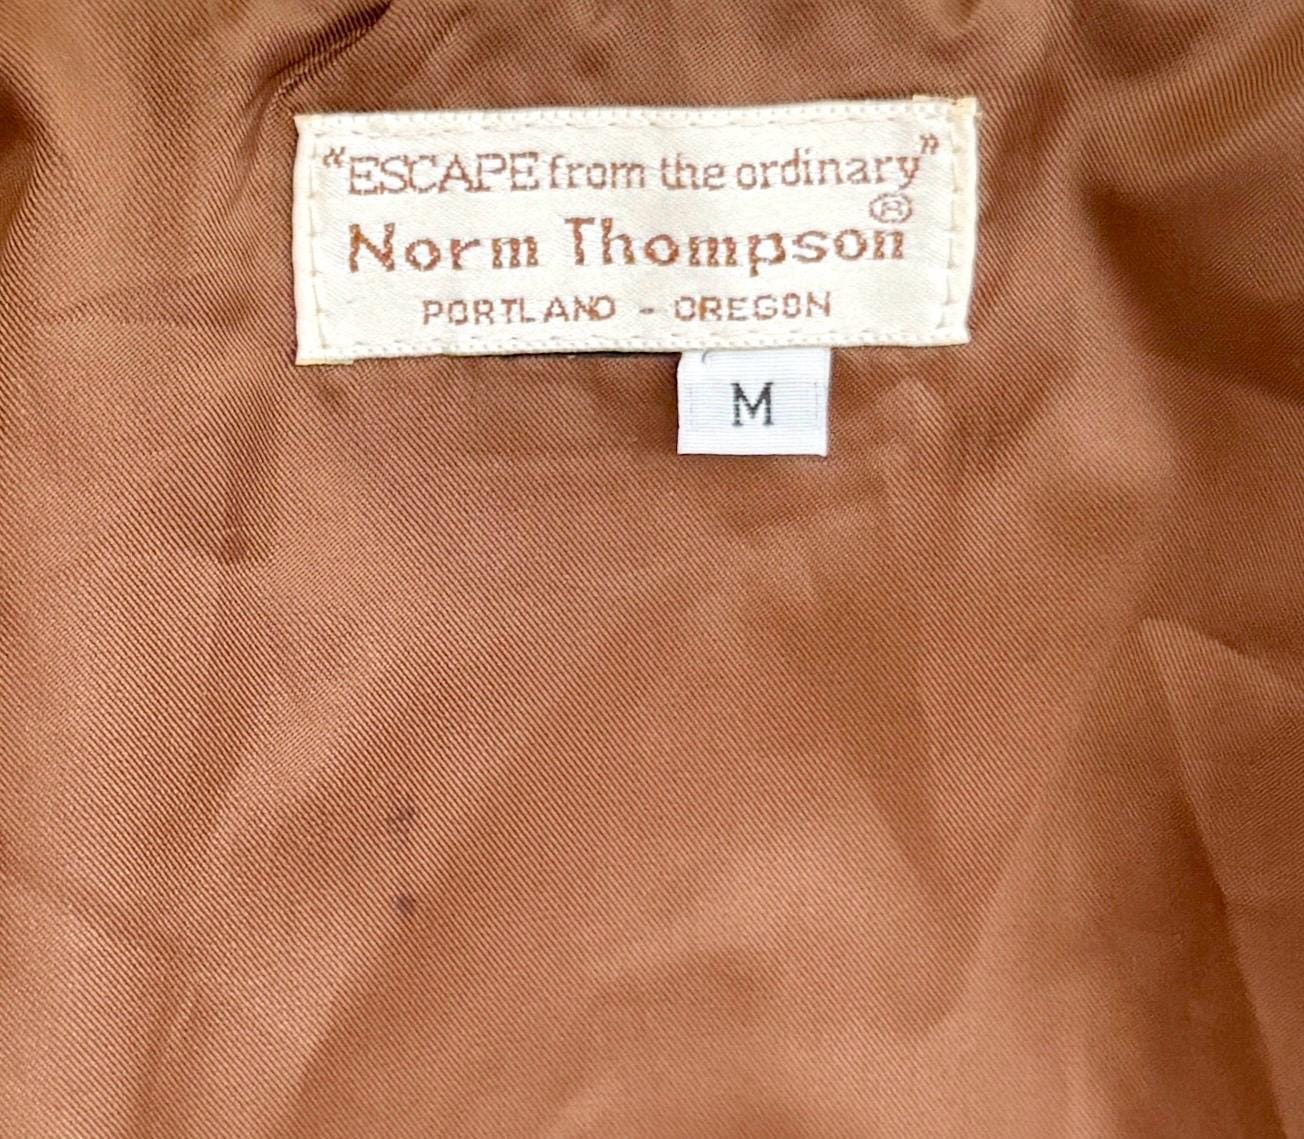 "ESCAPE from the ordinary"
Norm Thompson®
PORTLAND - OREGON
M